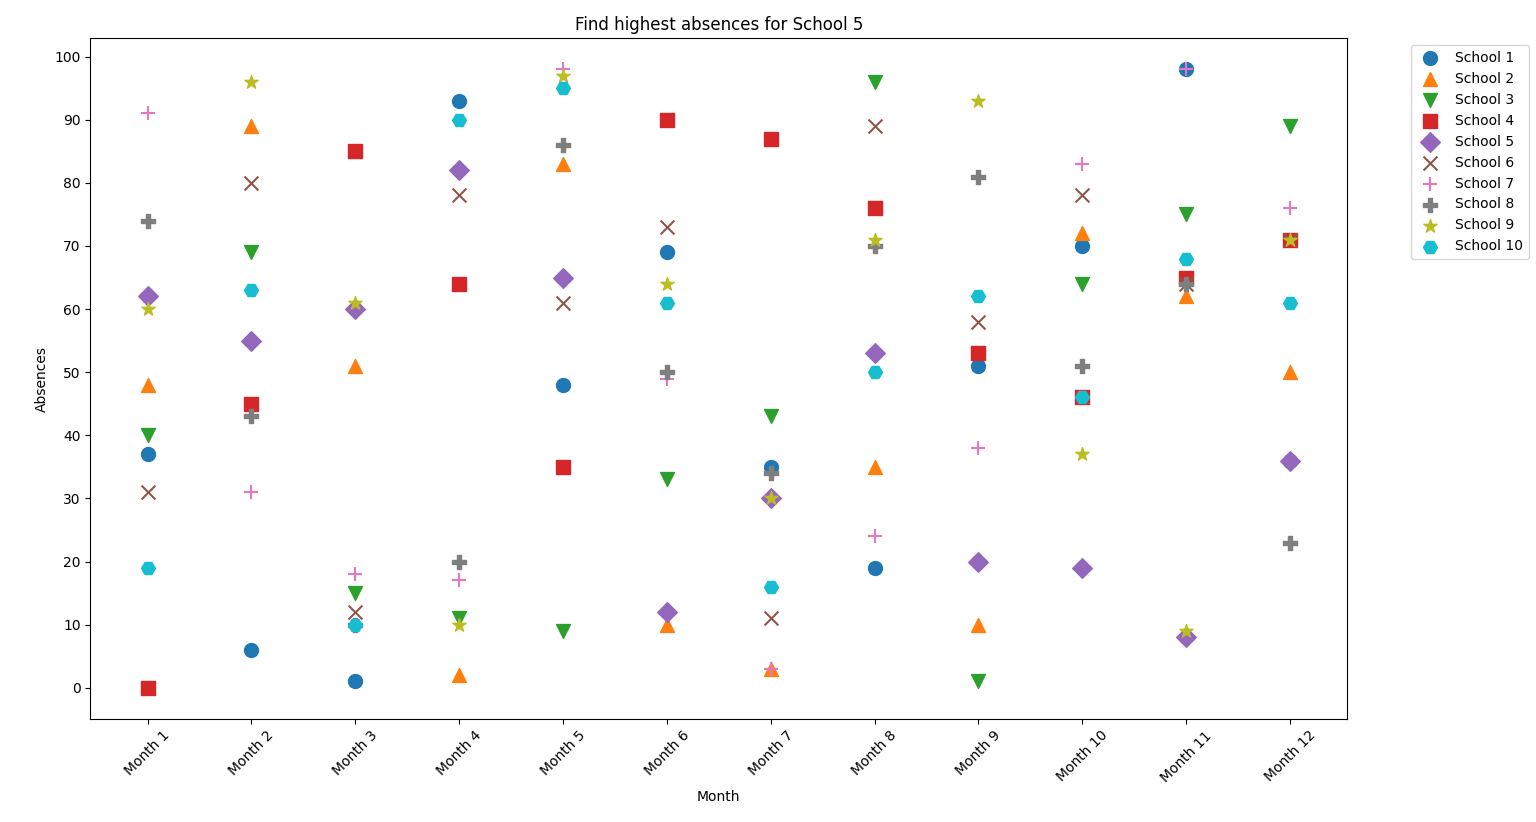 Find highest absences for School 5
100
90
80
70
60
50
40
30
20
10
0
Absences
Month 1
Month 2
Month 3
Month 4
Month 5
Month 6
Month 7
Month 8
Month 9
Month 10
Month 11
Month 12
Month
School 1
School 2
School 3
School 4
School 5
School 6
School 7
School 8
School 9
School 10